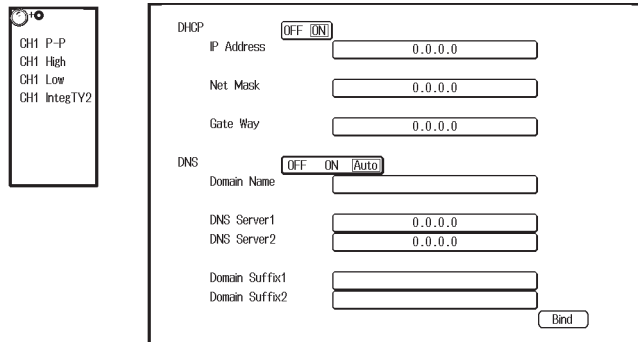 CH1 P-P
CH1 High
CH1 Low
CH1 IntegTY2
DHCP OFF ON
IP Address 0.0.0.0
Net Mask 0.0.0.0
Gate Way 0.0.0.0
DNS OFF ON Auto
Domain Name
DNS Server1 0.0.0.0
DNS Server2 0.0.0.0
Domain Suffix1
Domain Suffix2
Bind